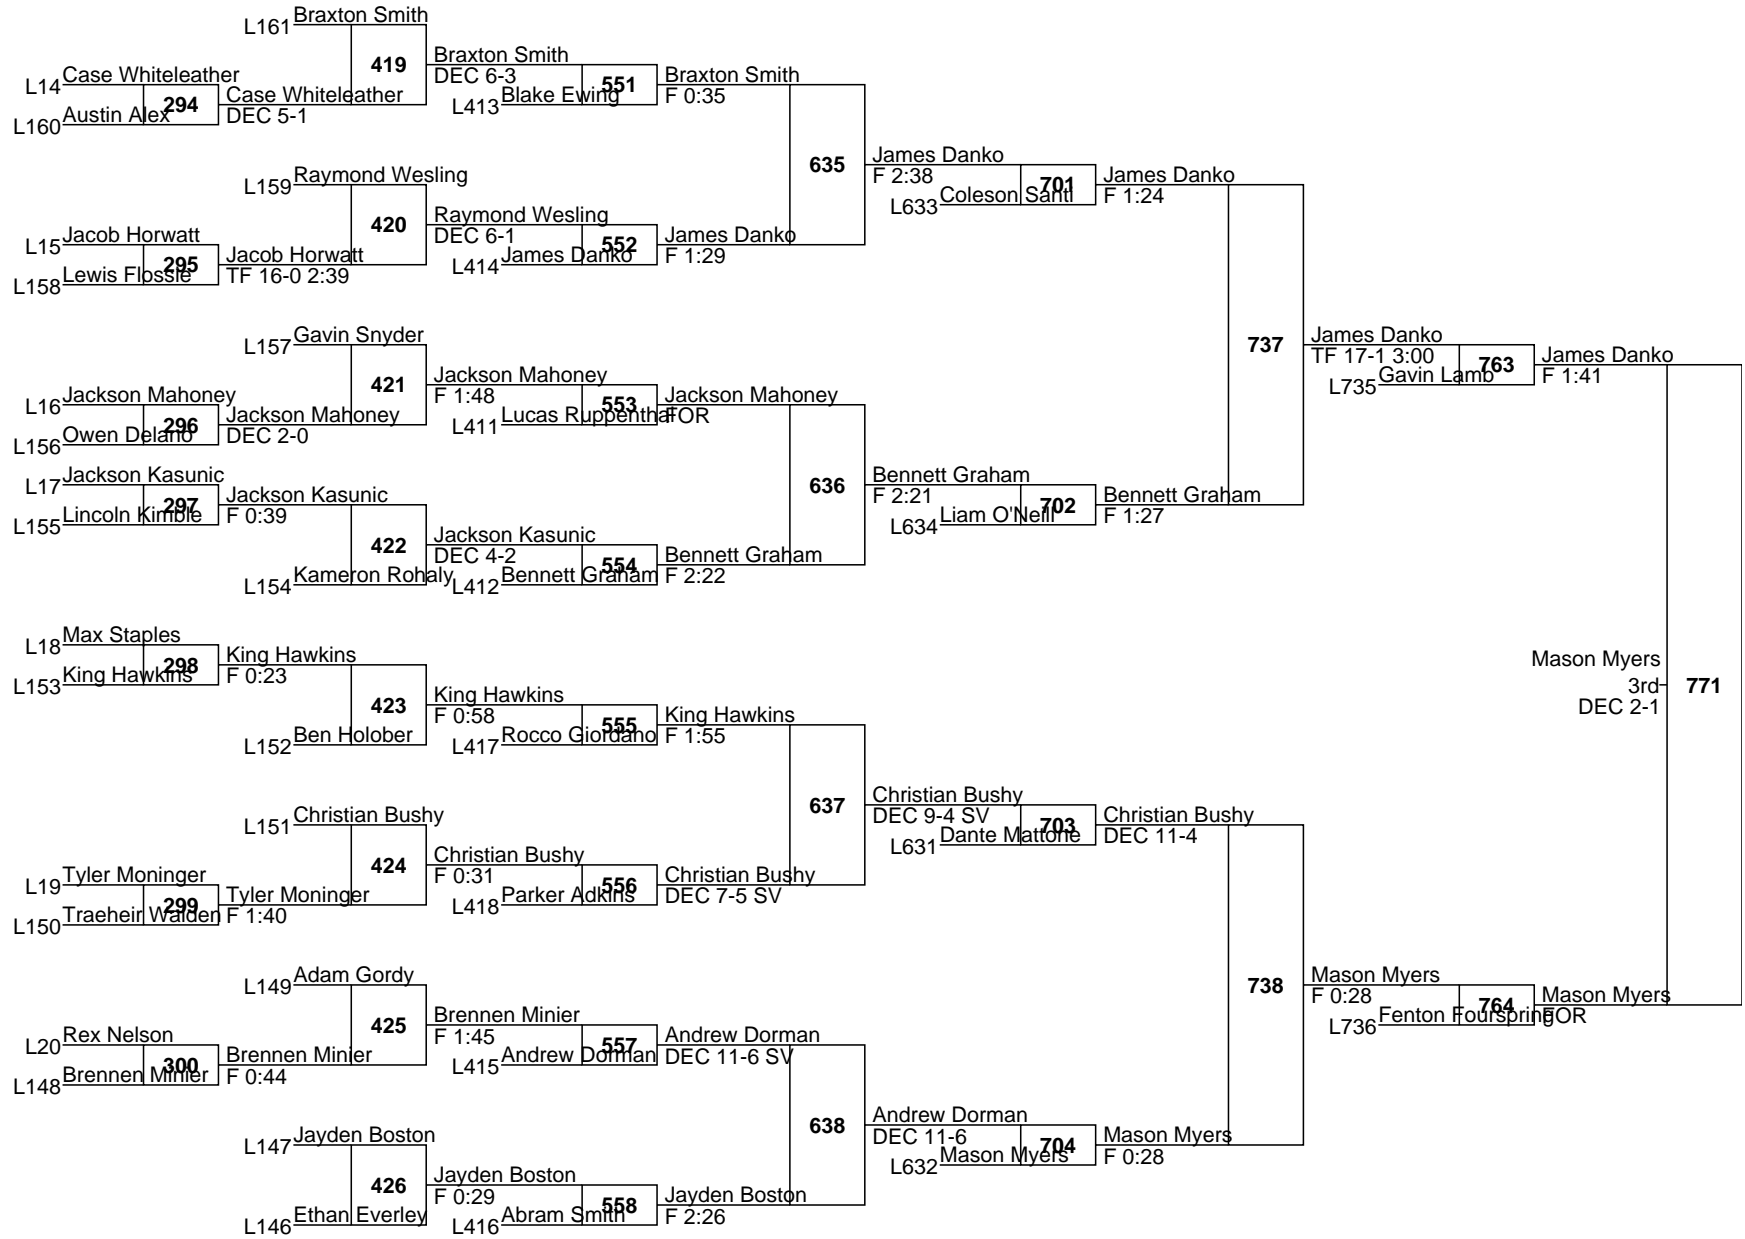 L161 Braxton Smith
419
Braxton Smith
DEC 6-3
L14 Case Whiteleather
294
L160 Austin Alex
Case Whiteleather
DEC 5-1
551
L413 Blake Ewing
Braxton Smith
F 0:35
635
L159 Raymond Wesling
420
Raymond Wesling
DEC 6-1
L15 Jacob Horwatt
295
L158 Lewis Flossie
Jacob Horwatt
TF 16-0 2:39
552
L414 James Danko
James Danko
F 1:29
James Danko
F 2:38
701
L633 Coleson Santi
James Danko
F 1:24
L157 Gavin Snyder
421
Jackson Mahoney
F 1:48
L16 Jackson Mahoney
296
L156 Owen Delano
Jackson Mahoney
DEC 2-0
553
L411 Lucas Ruppenthal
Jackson Mahoney
FOR
737
James Danko
TF 17-1 3:00
763
L735 Gavin Lamb
James Danko
F 1:41
L17 Jackson Kasunic
297
L155 Lincoln Kimble
Jackson Kasunic
F 0:39
422
L154 Kameron Rohaly
Jackson Kasunic
DEC 4-2
554
L412 Bennett Graham
Bennett Graham
F 2:22
636
Bennett Graham
F 2:21
702
L634 Liam O'Neill
Bennett Graham
F 1:27
L18 Max Staples
298
L153 King Hawkins
King Hawkins
F 0:23
423
L152 Ben Holober
King Hawkins
F 0:58
555
L417 Rocco Giordano
King Hawkins
F 1:55
Mason Myers
3rd
DEC 2-1
771
L151 Christian Bushy
424
Christian Bushy
F 0:31
L19 Tyler Moninger
299
L150 Traeheir Walden
Tyler Moninger
F 1:40
556
L418 Parker Adkins
Christian Bushy
DEC 7-5 SV
637
Christian Bushy
DEC 9-4 SV
703
L631 Dante Mattone
Christian Bushy
DEC 11-4
L149 Adam Gordy
425
Brennen Minier
F 1:45
L20 Rex Nelson
300
L148 Brennen Minier
Brennen Minier
F 0:44
557
L415 Andrew Dorman
Andrew Dorman
DEC 11-6 SV
738
Mason Myers
F 0:28
764
L736 Fenton Fourspring
Mason Myers
FOR
L147 Jayden Boston
426
L146 Ethan Everley
Jayden Boston
F 0:29
558
L416 Abram Smith
Jayden Boston
F 2:26
638
Andrew Dorman
DEC 11-6
704
L632 Mason Myers
Mason Myers
F 0:28